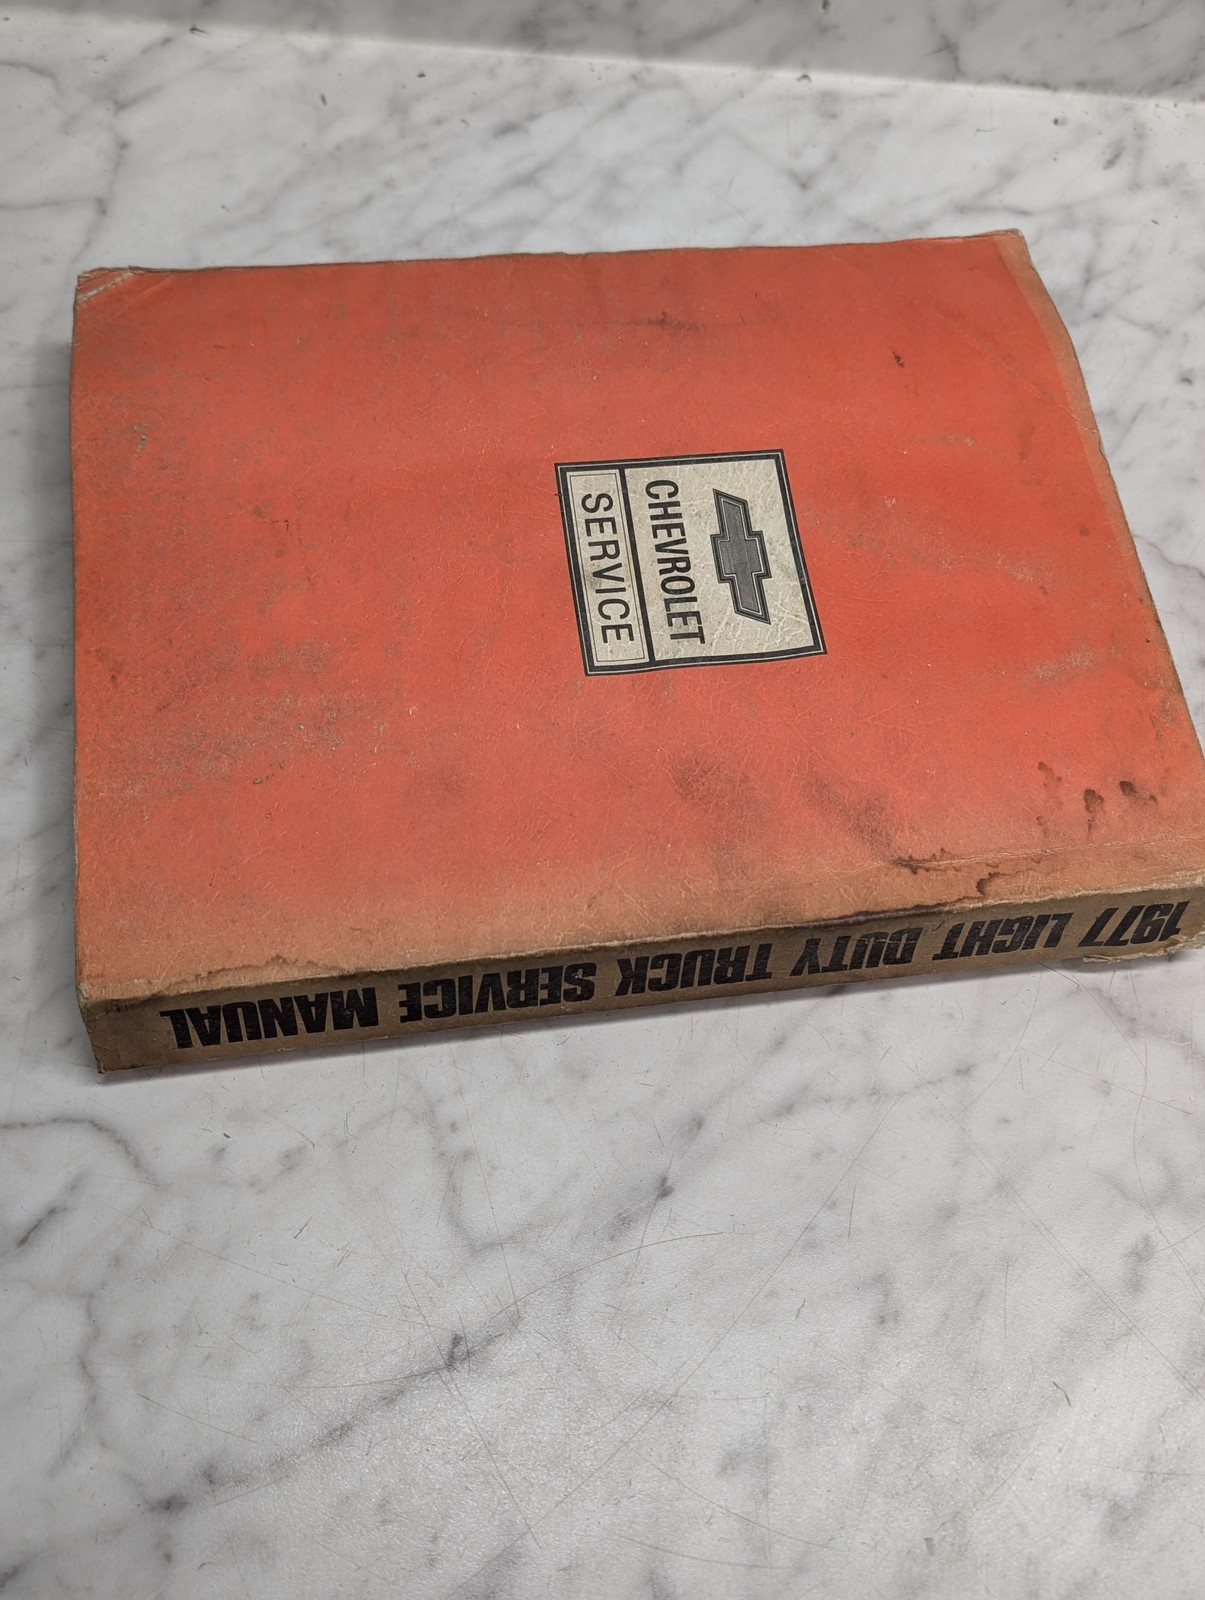 CHEVROLET
SERVICE
1977 LIGHT DUTY TRUCK SERVICE MANUAL